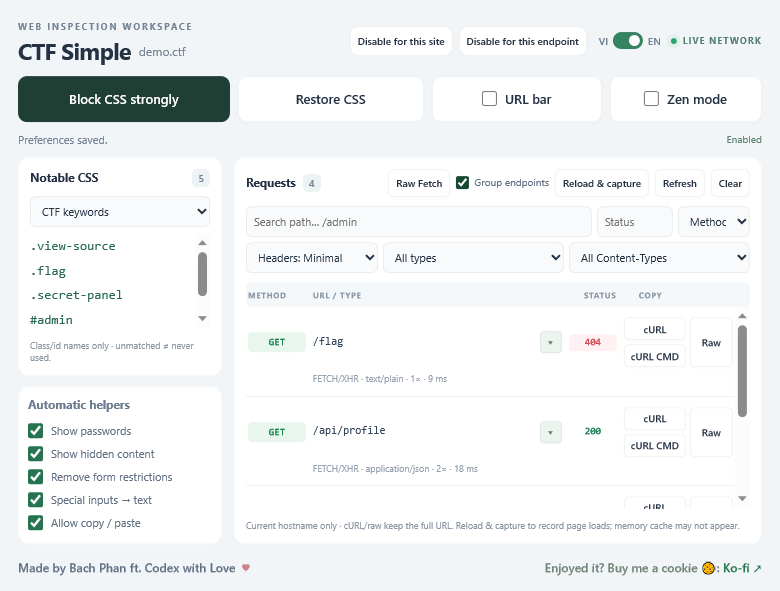 WEB INSPECTION WORKSPACE
CTF Simple demo.ctf
Disable for this site
Disable for this endpoint
VI EN LIVE NETWORK
Block CSS strongly
Restore CSS
URL bar
Zen mode
Preferences saved.
Enabled
Notable CSS 5
CTF keywords
.view-source
.flag
.secret-panel
#admin
Class/id names only · unmatched ≠ never
used.
Automatic helpers
Show passwords
Show hidden content
Remove form restrictions
Special inputs → text
Allow copy / paste
Requests 4
Raw Fetch
Group endpoints
Reload & capture
Refresh
Clear
Search path... /admin
Status
Method
Headers: Minimal
All types
All Content-Types
METHOD URL / TYPE STATUS COPY
GET /flag ▾ 404 cURL
cURL CMD
Raw
FETCH/XHR · text/plain · 1× · 9 ms
GET /api/profile ▾ 200 cURL
cURL CMD
Raw
FETCH/XHR · application/json · 2× · 18 ms
cURL
Current hostname only · cURL/raw keep the full URL. Reload & capture to record page loads; memory cache may not appear.
Made by Bach Phan ft. Codex with Love ♥
Enjoyed it? Buy me a cookie 🍪: Ko-fi ↗